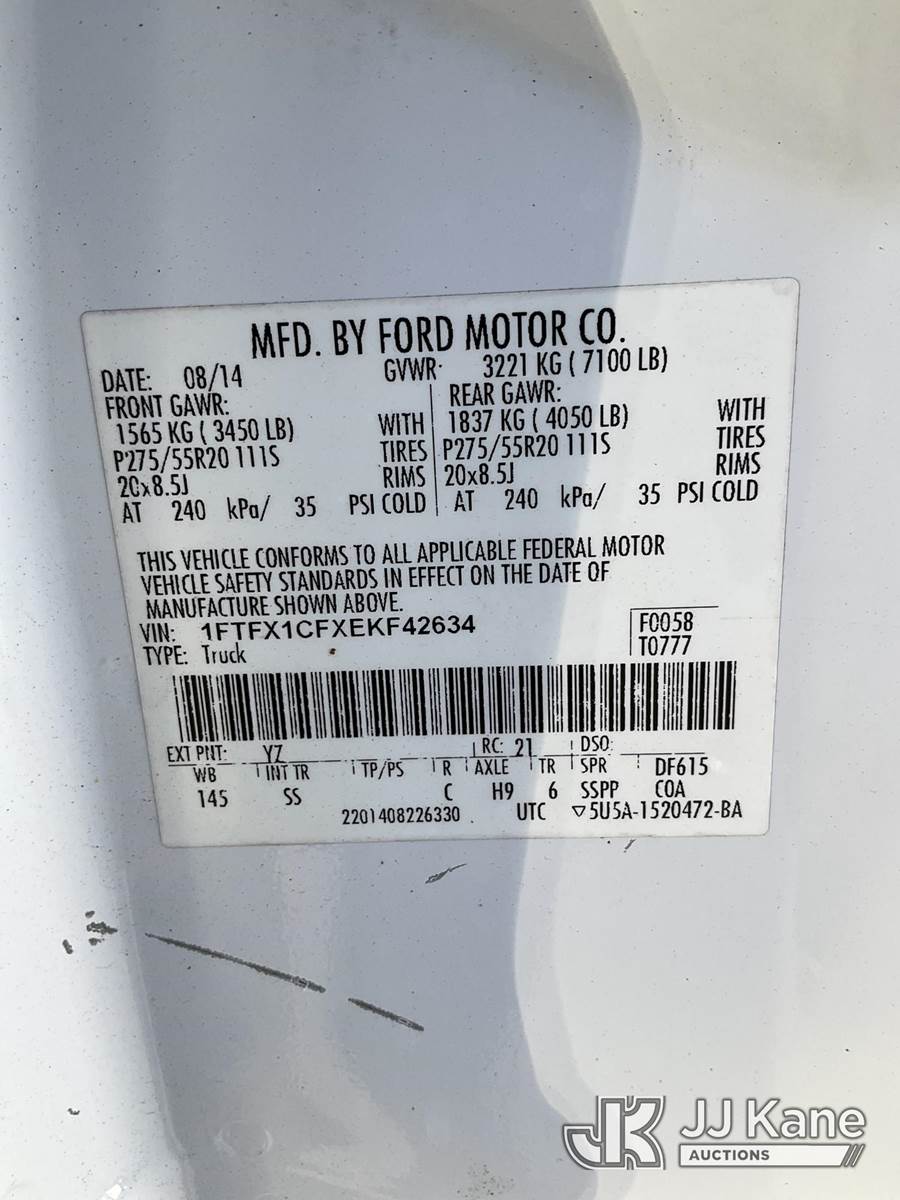 MFD. BY FORD MOTOR CO.
DATE: 08/14 GVWR: 3221 KG ( 7100 LB)
FRONT GAWR: REAR GAWR:
1565 KG ( 3450 LB) WITH 1837 KG ( 4050 LB) WITH
P275/55R20 111S TIRES P275/55R20 111S TIRES
20x8.5J RIMS 20x8.5J RIMS
AT 240 kPa/ 35 PSI COLD AT 240 kPa/ 35 PSI COLD
THIS VEHICLE CONFORMS TO ALL APPLICABLE FEDERAL MOTOR
VEHICLE SAFETY STANDARDS IN EFFECT ON THE DATE OF
MANUFACTURE SHOWN ABOVE.
VIN: 1FTFX1CFXEKF42634 F0058
TYPE: Truck T0777
EXT PNT: YZ RC: 21 DSO:
WB INT TR TP/PS R AXLE TR SPR DF615
145 SS C H9 6 SSPP COA
2201408226330 UTC ▽5U5A-1520472-BA
JK JJ Kane
AUCTIONS